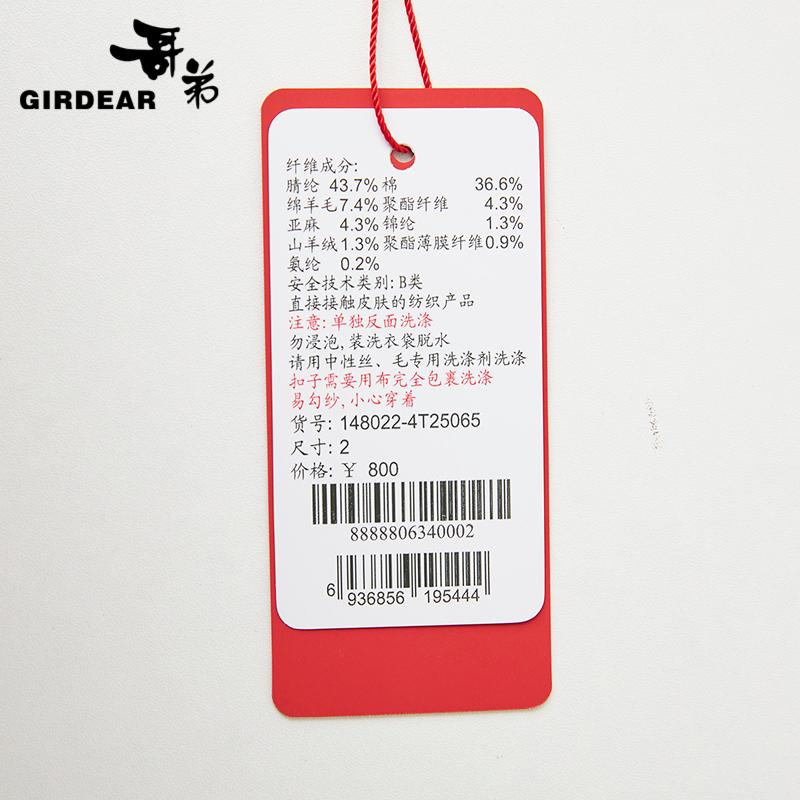 哥弟
GIRDEAR
纤维成分:
腈纶 43.7% 棉 36.6%
绵羊毛7.4% 聚酯纤维 4.3%
亚麻 4.3% 锦纶 1.3%
山羊绒1.3% 聚酯薄膜纤维0.9%
氨纶 0.2%
安全技术类别: B类
直接接触皮肤的纺织产品
注意: 单独反面洗涤
勿浸泡, 装洗衣袋脱水
请用中性丝、毛专用洗涤剂洗涤
扣子需要用布完全包裹洗涤
易勾纱, 小心穿着
货号: 148022-4T25065
尺寸: 2
价格: ¥ 800
8888806340002
6 936856 195444